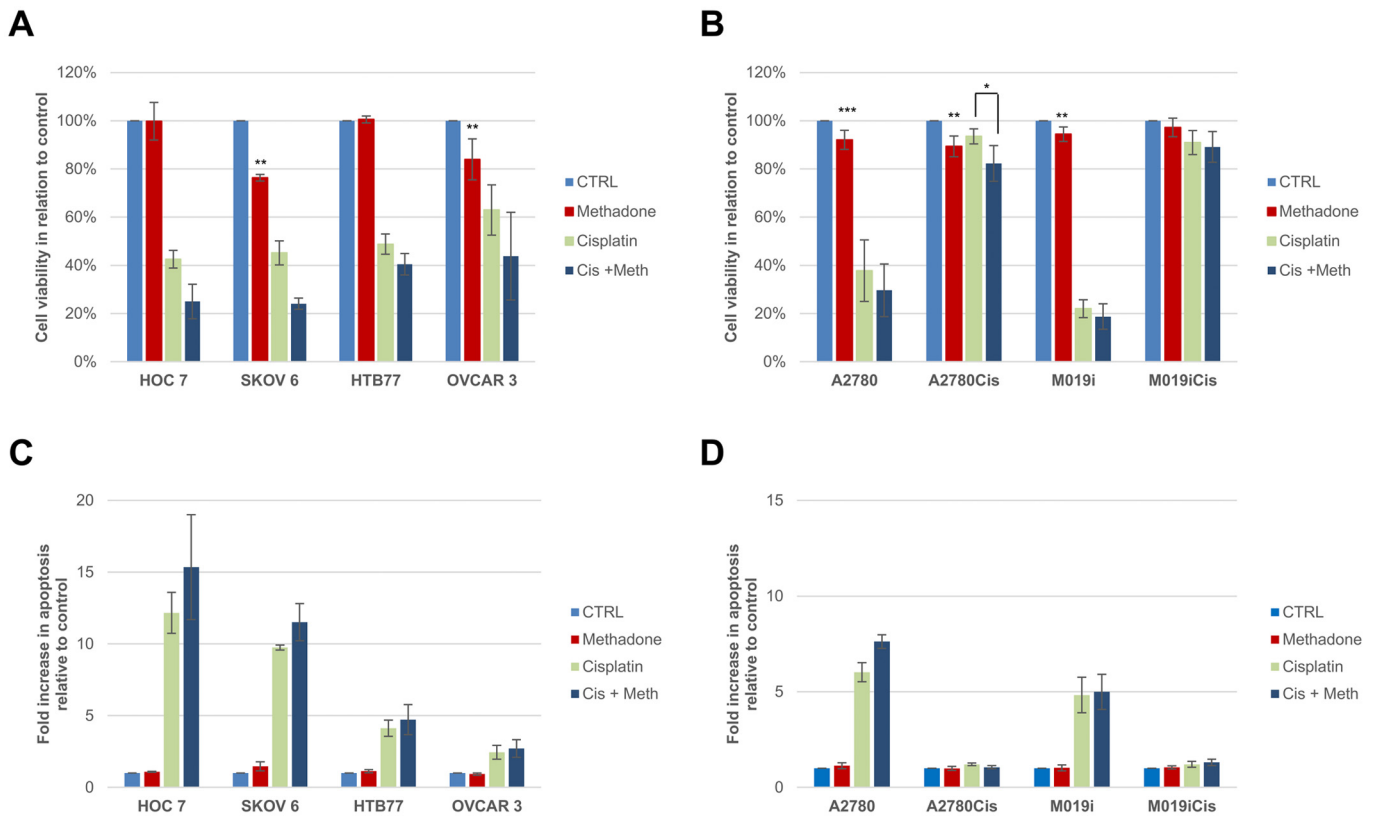 A
Cell viability in relation to control
120%
100%
80%
60%
40%
20%
0%
**
**
HOC 7
SKOV 6
HTB77
OVCAR 3
CTRL
Methadone
Cisplatin
Cis +Meth
B
Cell viability in relation to control
120%
100%
80%
60%
40%
20%
0%
***
**
*
**
A2780
A2780Cis
M019i
M019iCis
CTRL
Methadone
Cisplatin
Cis +Meth
C
Fold increase in apoptosis
relative to control
20
15
10
5
0
HOC 7
SKOV 6
HTB77
OVCAR 3
CTRL
Methadone
Cisplatin
Cis + Meth
D
Fold increase in apoptosis
relative to control
15
10
5
0
A2780
A2780Cis
M019i
M019iCis
CTRL
Methadone
Cisplatin
Cis + Meth